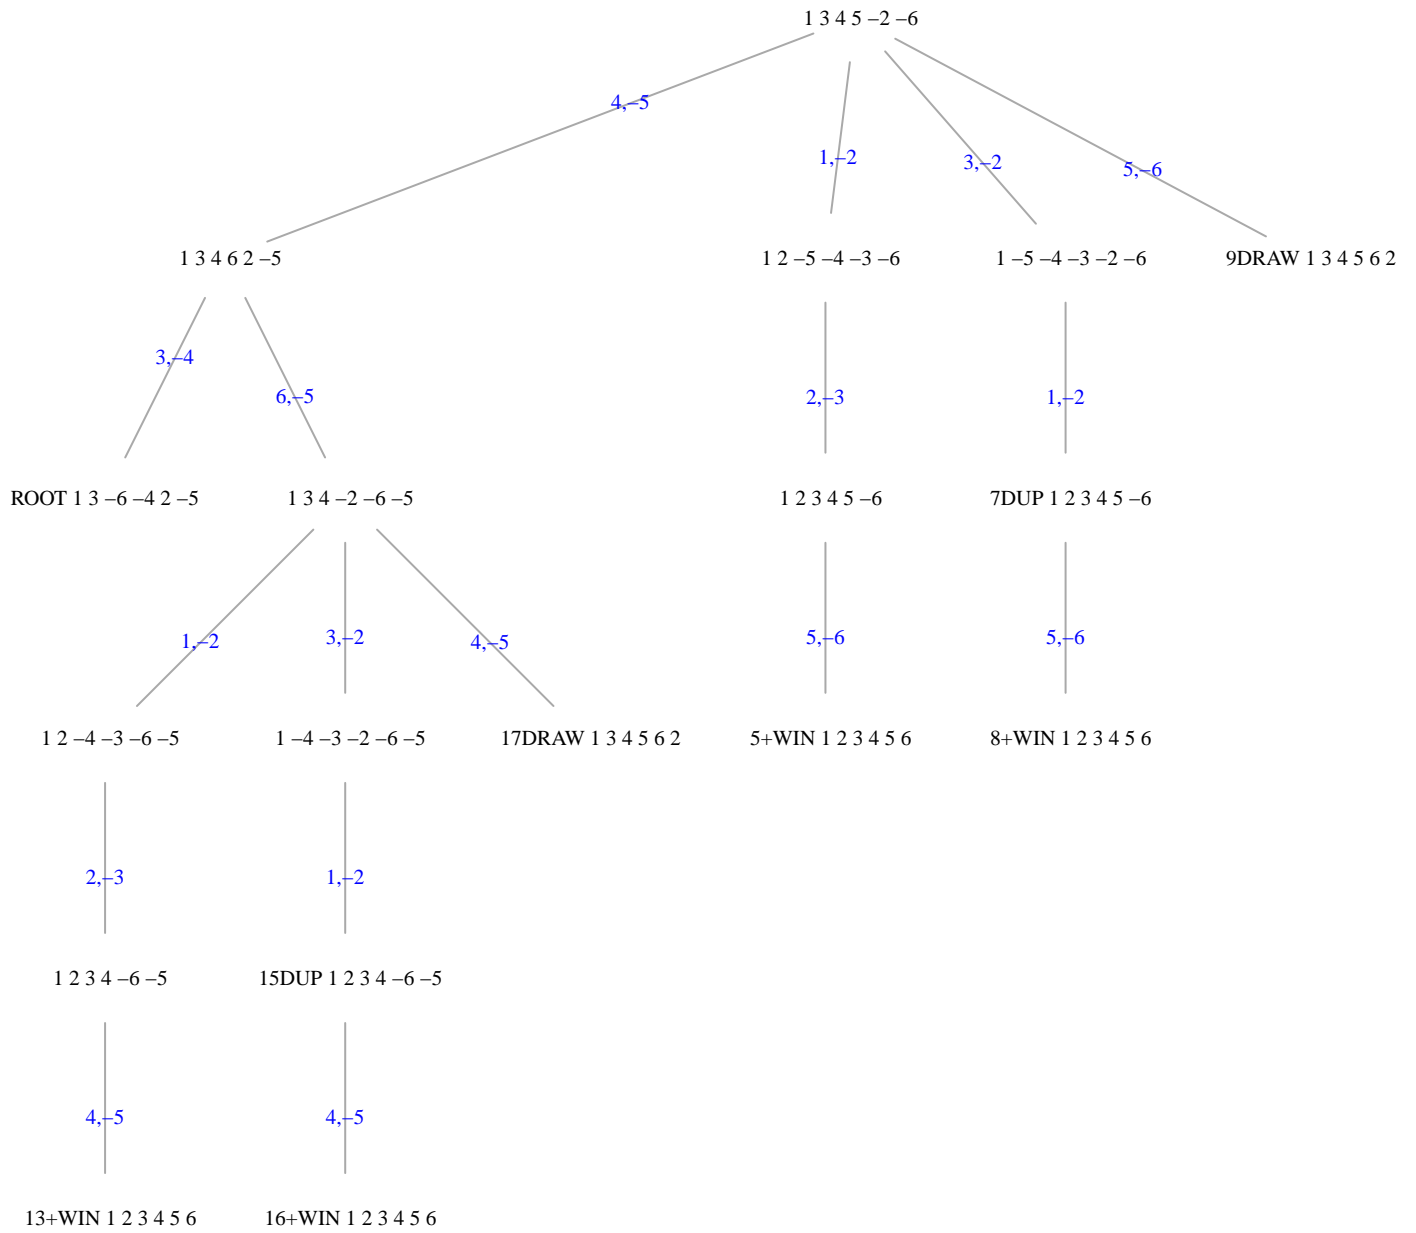 1 3 4 5 –2 –6
4,–5
1,–2
3,–2
5,–6
1 3 4 6 2 –5
1 2 –5 –4 –3 –6
1 –5 –4 –3 –2 –6
9DRAW 1 3 4 5 6 2
3,–4
6,–5
2,–3
1,–2
ROOT 1 3 –6 –4 2 –5
1 3 4 –2 –6 –5
1 2 3 4 5 –6
7DUP 1 2 3 4 5 –6
1,–2
3,–2
4,–5
5,–6
5,–6
1 2 –4 –3 –6 –5
1 –4 –3 –2 –6 –5
17DRAW 1 3 4 5 6 2
5+WIN 1 2 3 4 5 6
8+WIN 1 2 3 4 5 6
2,–3
1,–2
1 2 3 4 –6 –5
15DUP 1 2 3 4 –6 –5
4,–5
4,–5
13+WIN 1 2 3 4 5 6
16+WIN 1 2 3 4 5 6